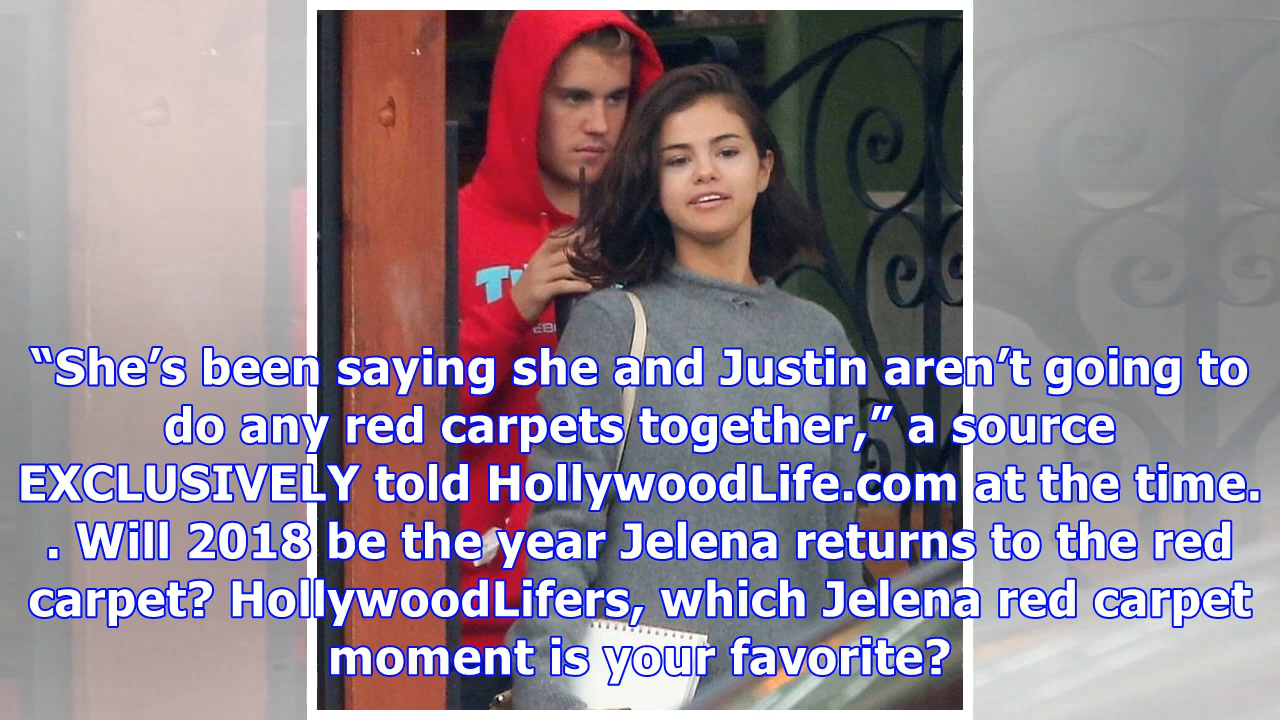 “She’s been saying she and Justin aren’t going to
do any red carpets together,” a source
EXCLUSIVELY told HollywoodLife.com at the time.
. Will 2018 be the year Jelena returns to the red
carpet? HollywoodLifers, which Jelena red carpet
moment is your favorite?